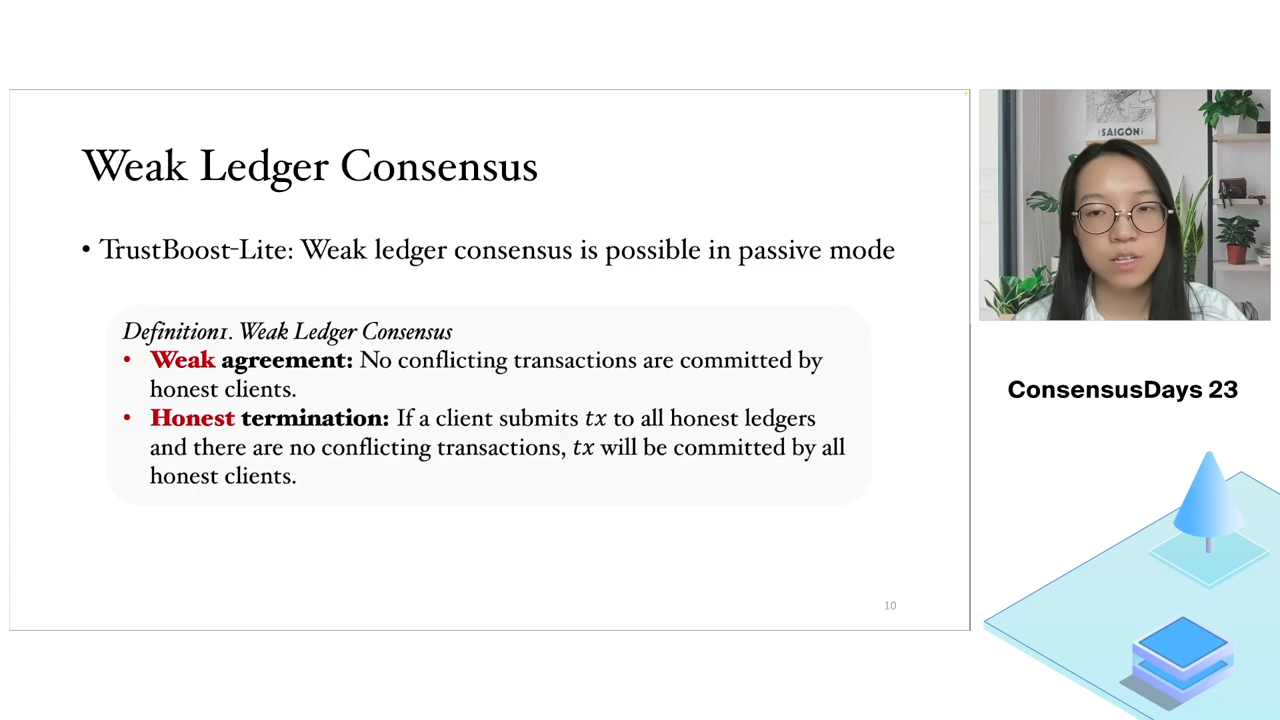 Weak Ledger Consensus
• TrustBoost-Lite: Weak ledger consensus is possible in passive mode
Definition1. Weak Ledger Consensus
• Weak agreement: No conflicting transactions are committed by
honest clients.
• Honest termination: If a client submits tx to all honest ledgers
and there are no conflicting transactions, tx will be committed by all
honest clients.
10
SAIGÓN
ConsensusDays 23